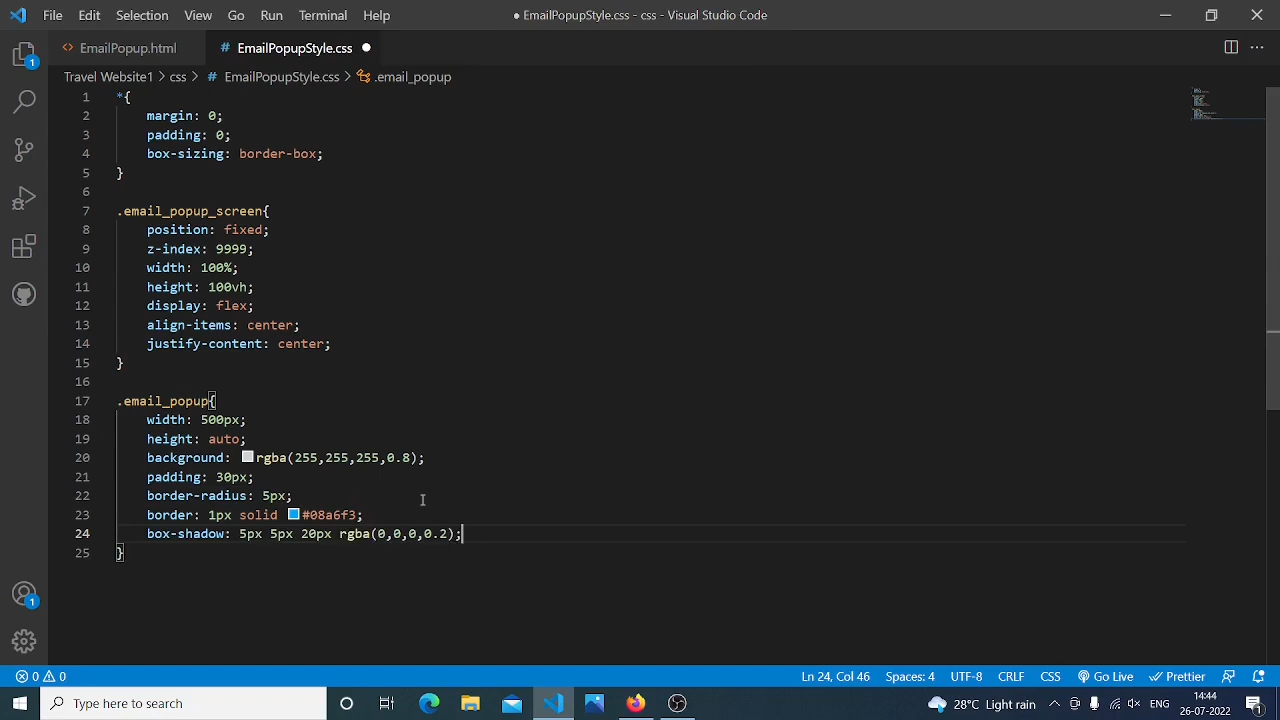 File Edit Selection View Go Run Terminal Help ● EmailPopupStyle.css - css - Visual Studio Code
<> EmailPopup.html # EmailPopupStyle.css ●
Travel Website1 > css > # EmailPopupStyle.css > .email_popup
1 *{
2 margin: 0;
3 padding: 0;
4 box-sizing: border-box;
5 }
6
7 .email_popup_screen{
8 position: fixed;
9 z-index: 9999;
10 width: 100%;
11 height: 100vh;
12 display: flex;
13 align-items: center;
14 justify-content: center;
15 }
16
17 .email_popup{
18 width: 500px;
19 height: auto;
20 background: rgba(255,255,255,0.8);
21 padding: 30px;
22 border-radius: 5px;
23 border: 1px solid #08a6f3;
24 box-shadow: 5px 5px 20px rgba(0,0,0,0.2);
25 }
1
1
0 0 Ln 24, Col 46 Spaces: 4 UTF-8 CRLF CSS Go Live Prettier
Type here to search 28°C Light rain ENG 14:44
26-07-2022 1